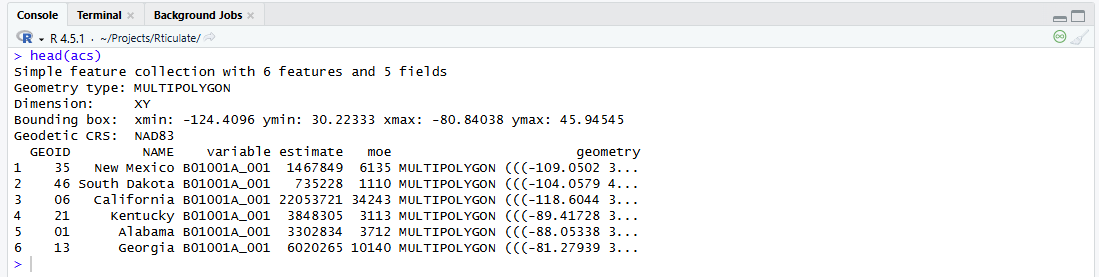 Console Terminal Background Jobs
R R 4.5.1 · ~/Projects/Rticulate/
> head(acs)
Simple feature collection with 6 features and 5 fields
Geometry type: MULTIPOLYGON
Dimension:     XY
Bounding box:  xmin: -124.4096 ymin: 30.22333 xmax: -80.84038 ymax: 45.94545
Geodetic CRS:  NAD83
  GEOID         NAME   variable estimate   moe                       geometry
1    35   New Mexico B01001A_001  1467849  6135 MULTIPOLYGON (((-109.0502 3...
2    46 South Dakota B01001A_001   735228  1110 MULTIPOLYGON (((-104.0579 4...
3    06   California B01001A_001 22053721 34243 MULTIPOLYGON (((-118.6044 3...
4    21     Kentucky B01001A_001  3848305  3113 MULTIPOLYGON (((-89.41728 3...
5    01      Alabama B01001A_001  3302834  3712 MULTIPOLYGON (((-88.05338 3...
6    13      Georgia B01001A_001  6020265 10140 MULTIPOLYGON (((-81.27939 3...
>